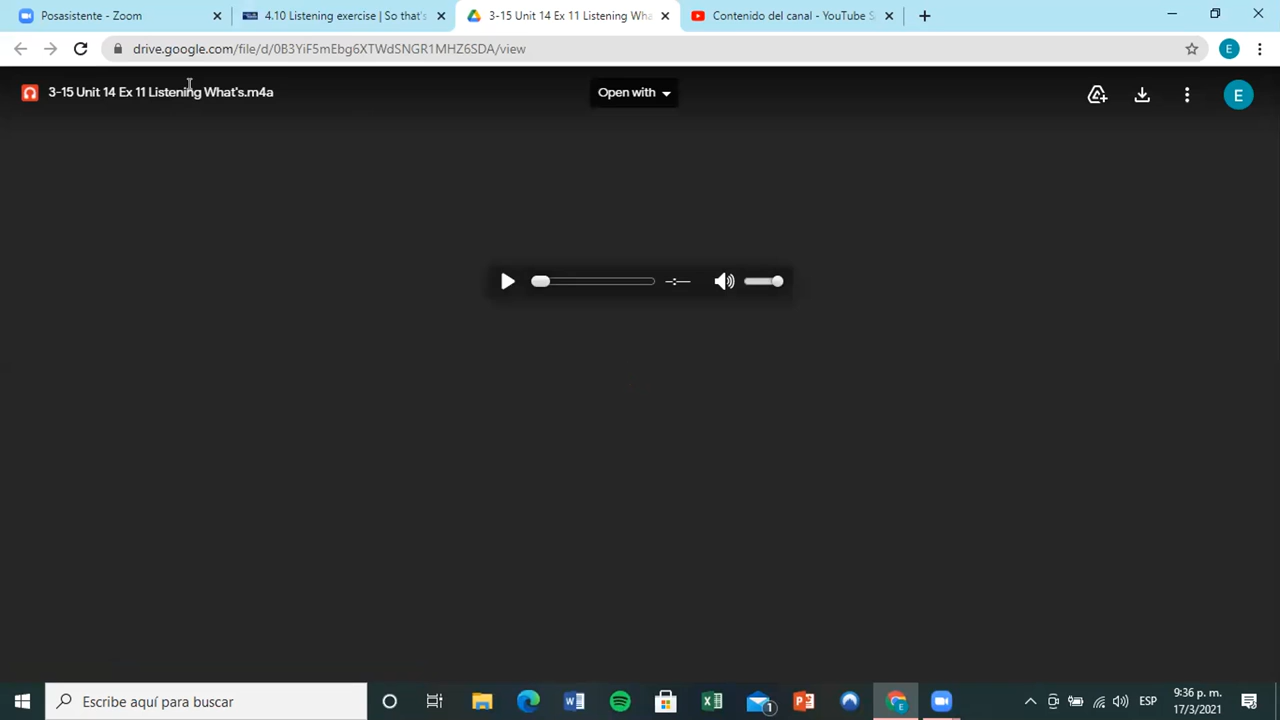 Posasistente - Zoom
4.10 Listening exercise | So that's
3-15 Unit 14 Ex 11 Listening Wha
Contenido del canal - YouTube S
drive.google.com/file/d/0B3YiF5mEbg6XTWdSNGR1MHZ6SDA/view
E
3-15 Unit 14 Ex 11 Listening What's.m4a
Open with
E
Escribe aquí para buscar
1
E
ESP
9:36 p. m.
17/3/2021